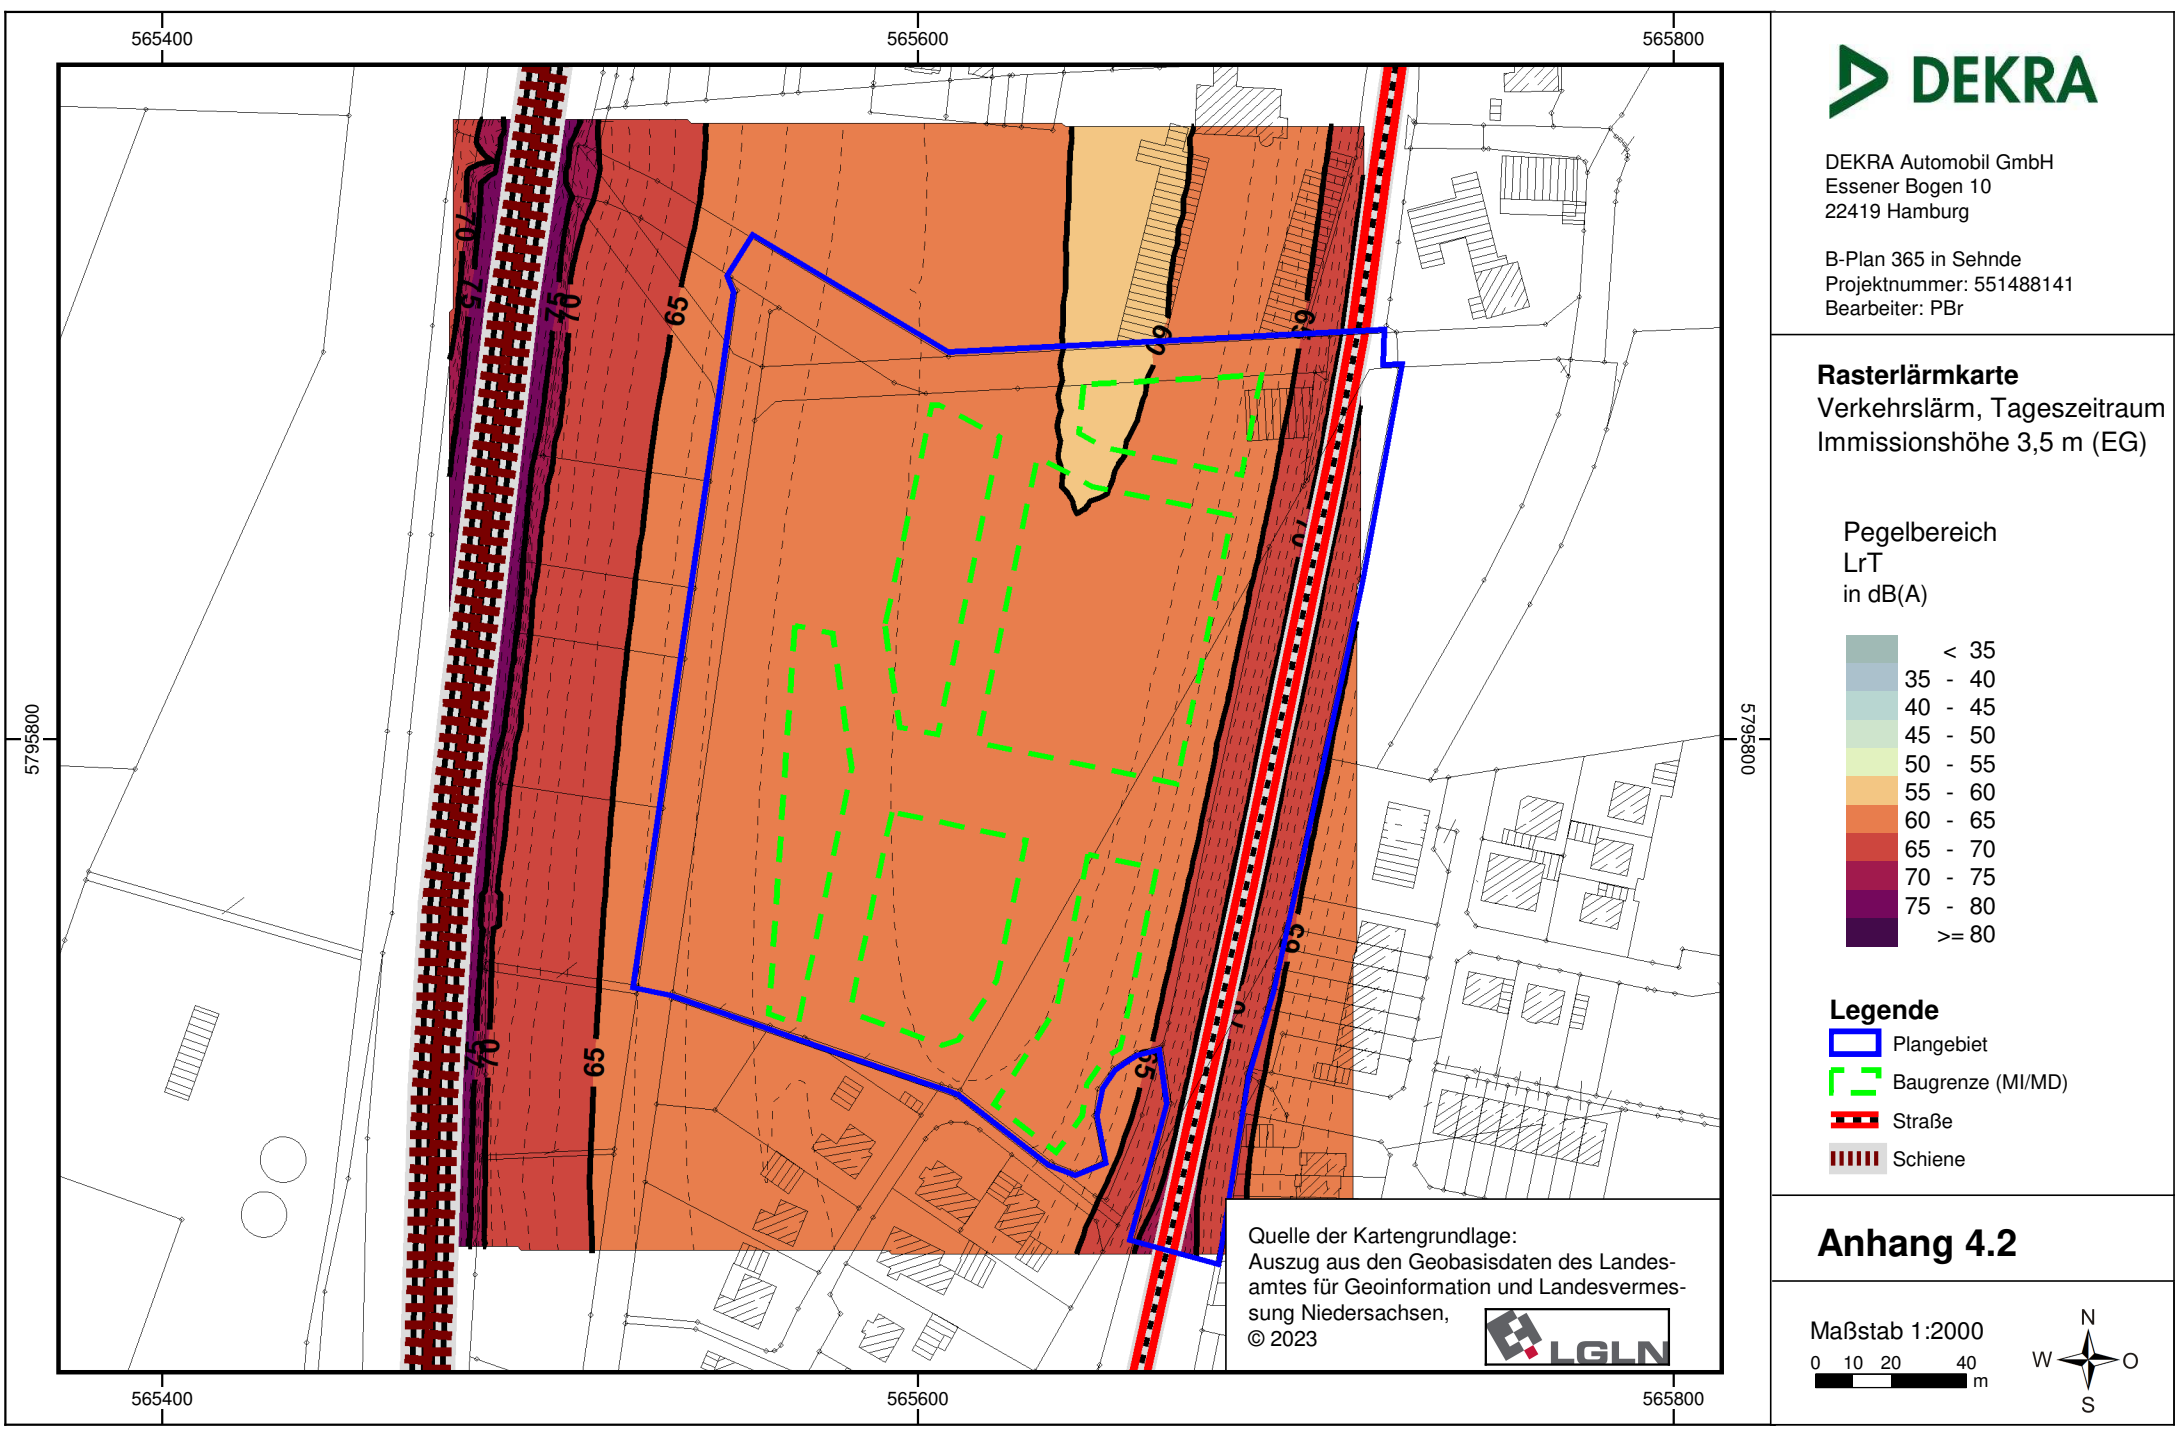 565400
565600
565800
5795800
5795800
70
75
75
70
65
60
65
70
65
70
65
75
70
65
565400
565600
565800
Quelle der Kartengrundlage:
Auszug aus den Geobasisdaten des Landes-
amtes für Geoinformation und Landesvermes-
sung Niedersachsen,
© 2023
LGLN
DEKRA
DEKRA Automobil GmbH
Essener Bogen 10
22419 Hamburg
B-Plan 365 in Sehnde
Projektnummer: 551488141
Bearbeiter: PBr
Rasterlärmkarte
Verkehrslärm, Tageszeitraum
Immissionshöhe 3,5 m (EG)
Pegelbereich
LrT
in dB(A)
< 35
35 - 40
40 - 45
45 - 50
50 - 55
55 - 60
60 - 65
65 - 70
70 - 75
75 - 80
>= 80
Legende
Plangebiet
Baugrenze (MI/MD)
Straße
Schiene
Anhang 4.2
Maßstab 1:2000
0 10 20 40
m
N
W O
S